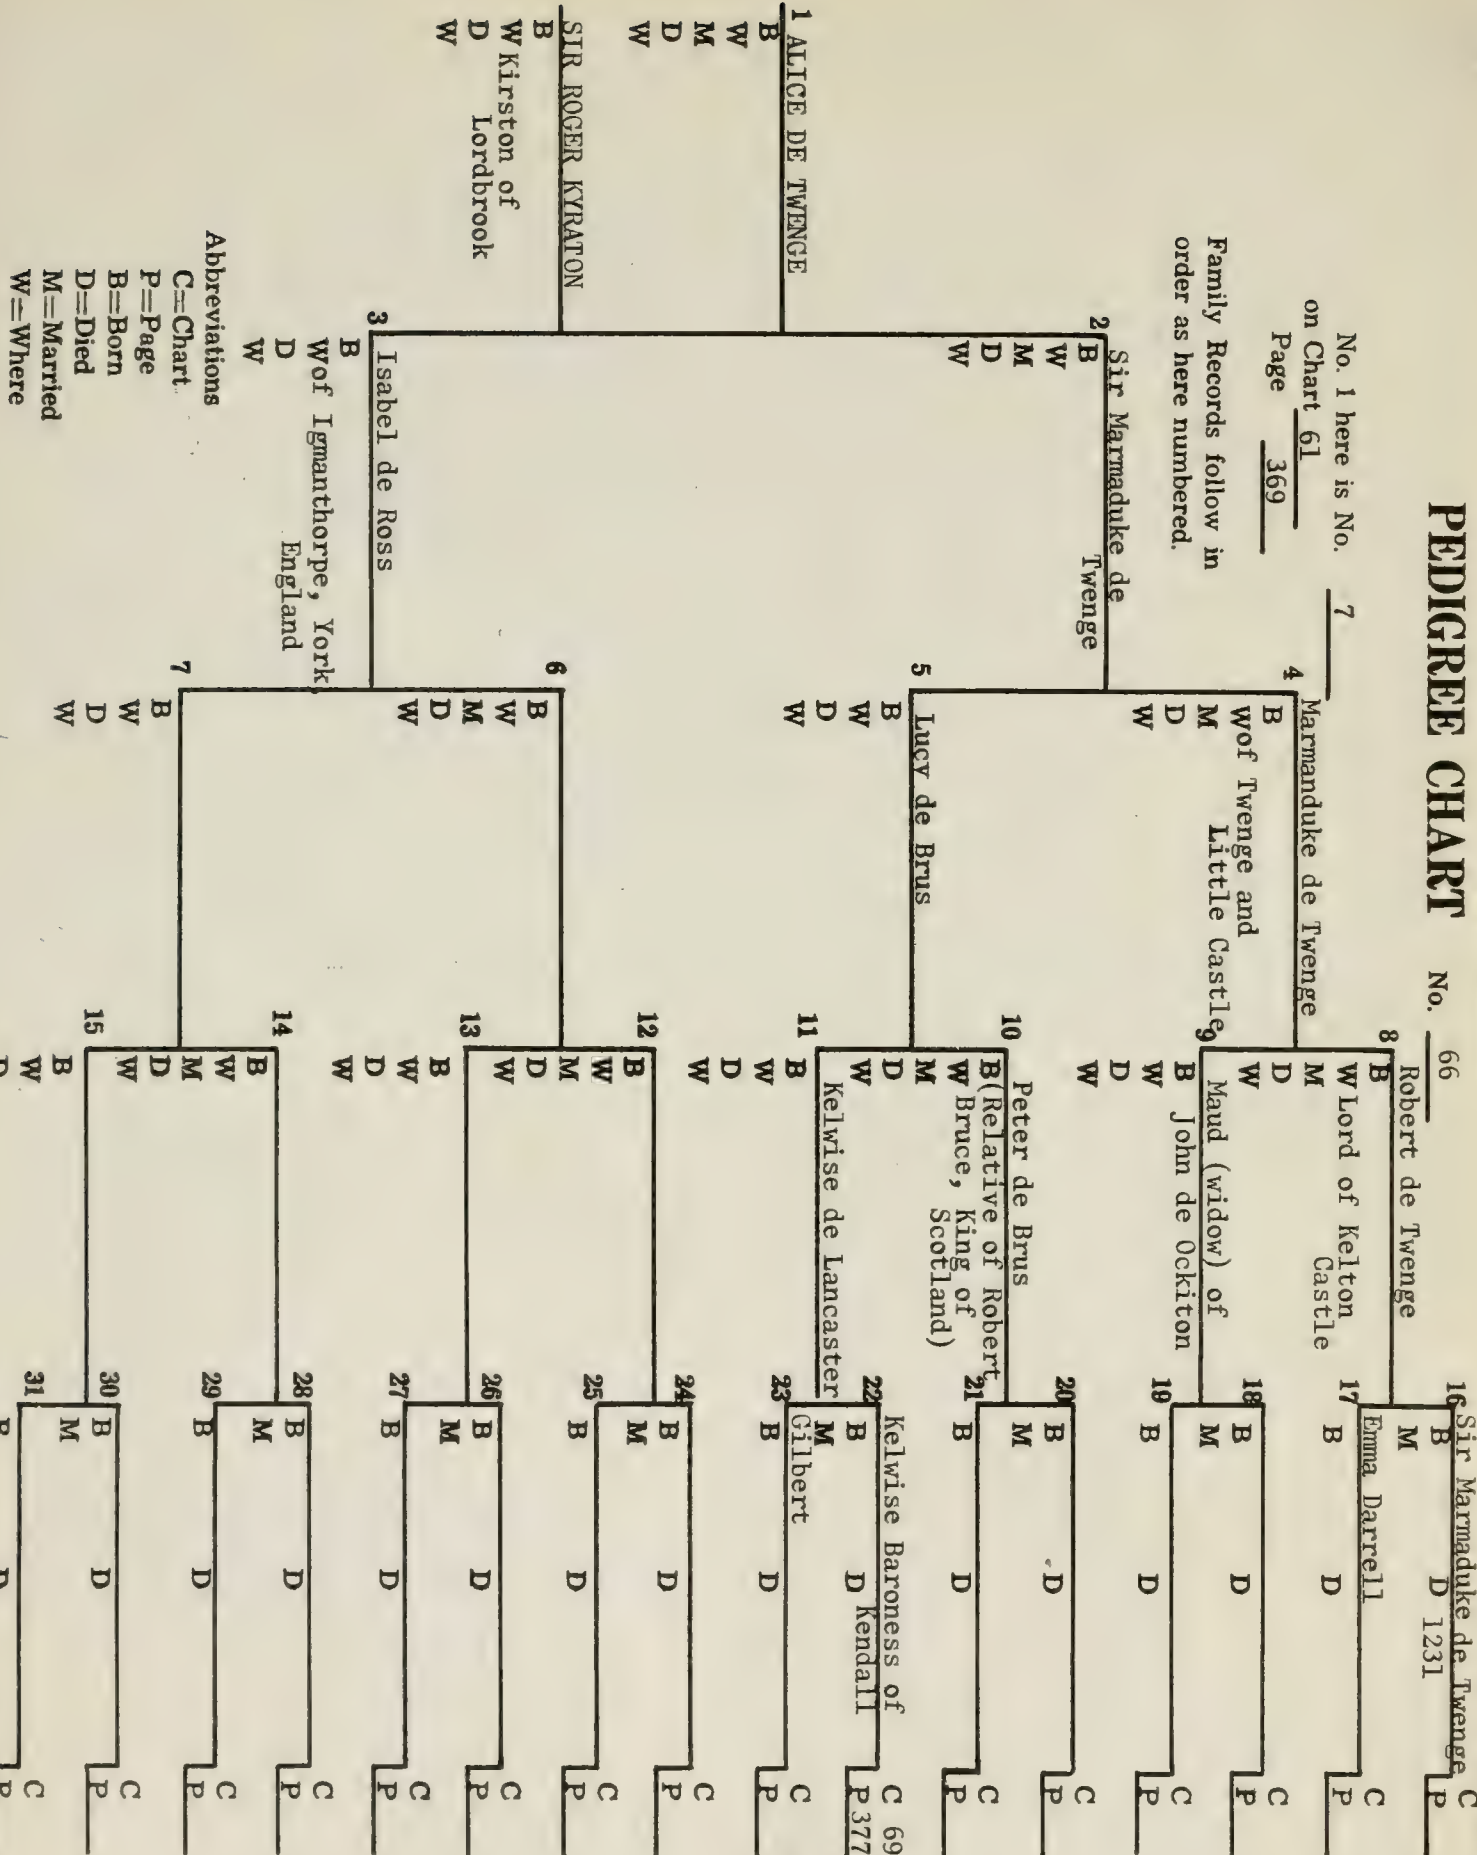 PEDIGREE CHART No. 66
No. 1 here is No. 7
on Chart 61
Page 369
Family Records follow in
order as here numbered.
1 ALICE DE TWENGE
B
W
M
D
W
SIR ROGER KYRATON
B
W Kirston of
Lordbrook
D
W
2 Sir Marmaduke de
Twenge
B
W
M
D
W
3 Isabel de Ross
B
W of Igmanthorpe, York
England
D
W
4 Marmanduke de Twenge
B
W of Twenge and
Little Castle
M
D
W
5 Lucy de Brus
B
W
D
W
6
B
W
M
D
W
7
B
W
D
W
8 Robert de Twenge
B
W Lord of Kelton
Castle
M
D
W
9 Maud (widow) of
John de Ockiton
B
W
D
W
10 Peter de Brus
B (Relative of Robert
W Bruce, King of
Scotland)
M
D
W
11 Kelwise de Lancaster
B
W
D
W
12
B
W
M
D
W
13
B
W
D
W
14
B
W
M
D
W
15
B
W
D
16 Sir Marmaduke de Twenge
B D 1231
M
C
P
17 Emma Darrell
B D
C
P
18
B D
M
C
P
19
B D
C
P
20
B D
M
C
P
21
B D
C
P
22 Kelwise Baroness of
Kendall
B D
M
C 69
P 377
23 Gilbert
B D
C
P
24
B D
M
C
P
25
B D
26
B D
M
C
P
27
B D
C
P
28
B D
M
C
P
29
B D
C
P
30
B D
M
C
P
31
B D
C
P
Abbreviations
C=Chart
P=Page
B=Born
D=Died
M=Married
W=Where